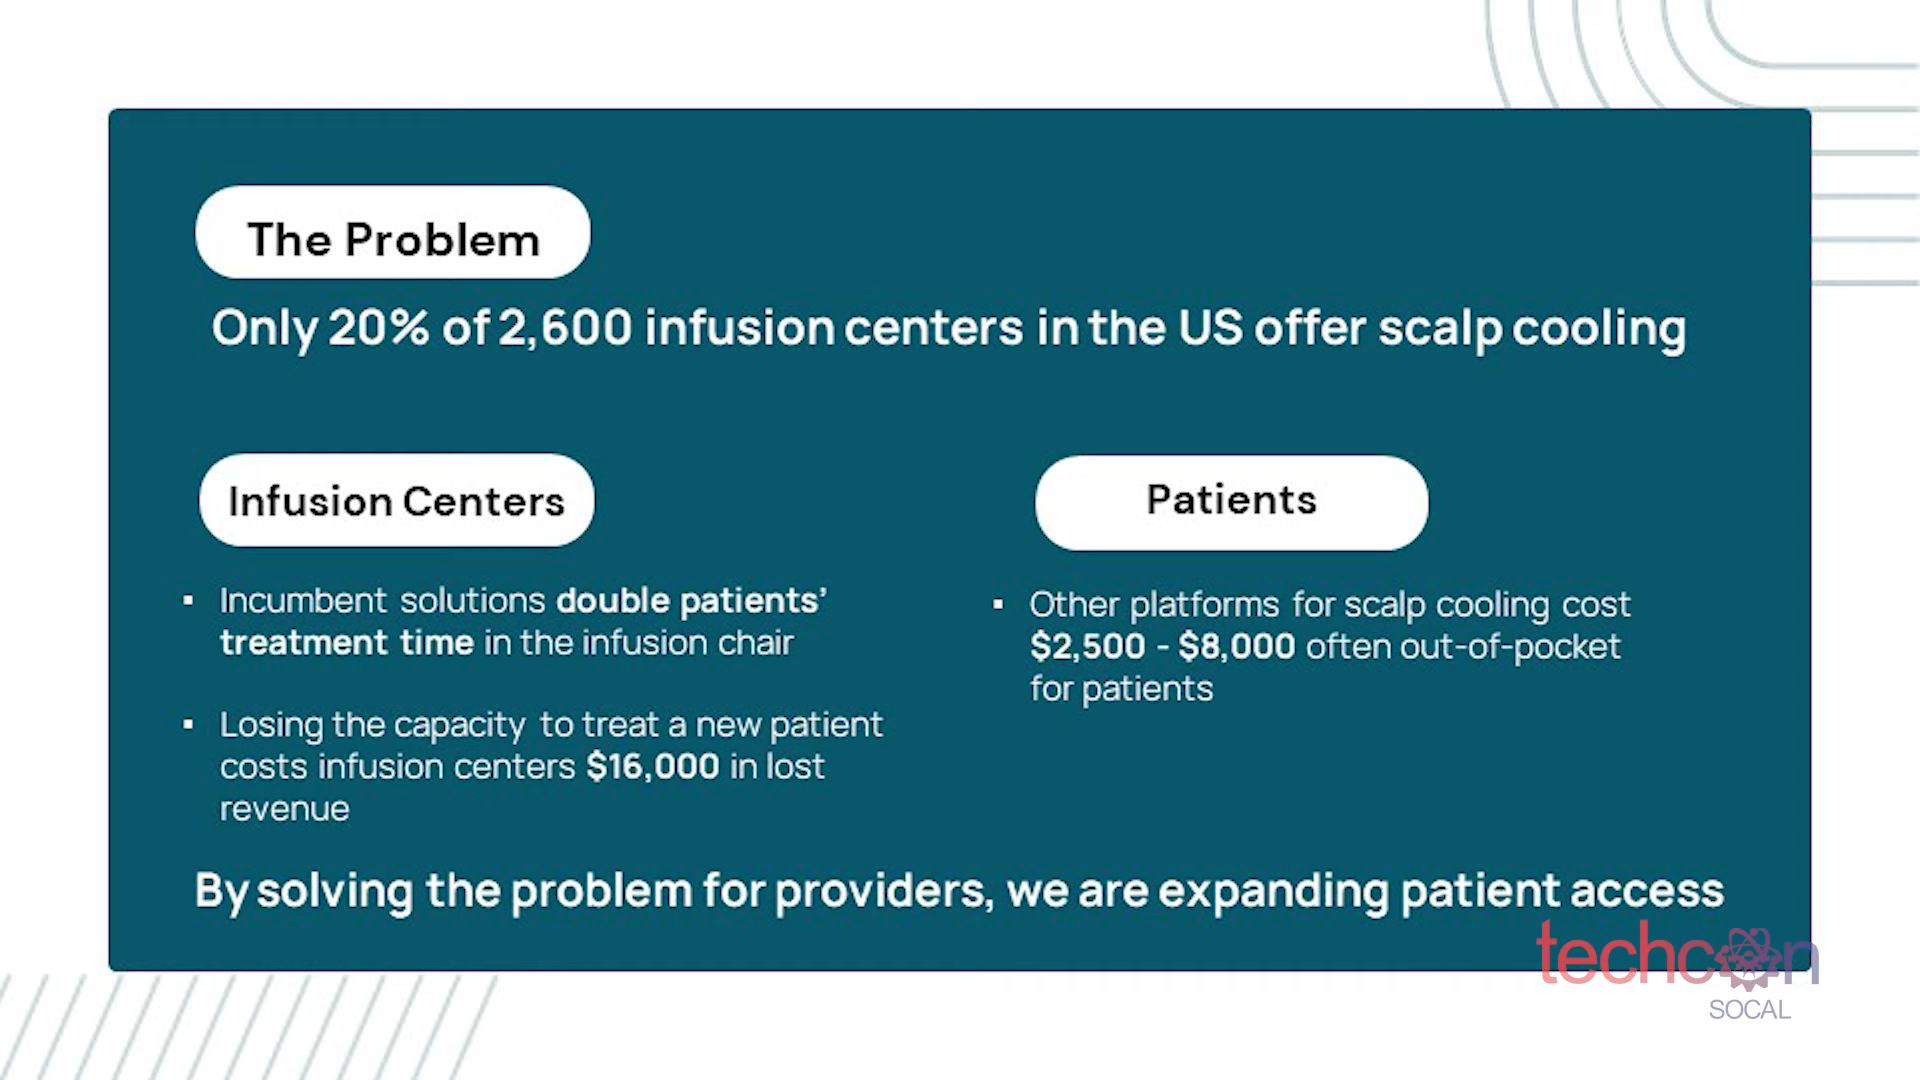 The Problem
Only 20% of 2,600 infusion centers in the US offer scalp cooling
Infusion Centers
▪ Incumbent solutions double patients’
treatment time in the infusion chair
▪ Losing the capacity to treat a new patient
costs infusion centers $16,000 in lost
revenue
Patients
▪ Other platforms for scalp cooling cost
$2,500 - $8,000 often out-of-pocket
for patients
By solving the problem for providers, we are expanding patient access
techcon
SOCAL